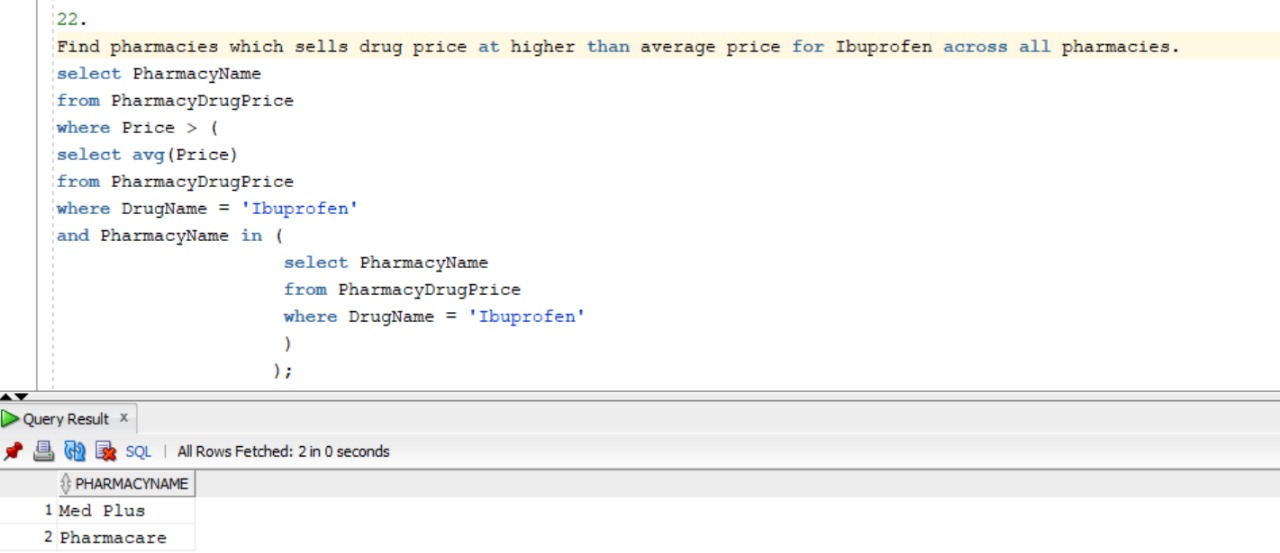 22.
Find pharmacies which sells drug price at higher than average price for Ibuprofen across all pharmacies.
select PharmacyName
from PharmacyDrugPrice
where Price > (
select avg(Price)
from PharmacyDrugPrice
where DrugName = 'Ibuprofen'
and PharmacyName in (
select PharmacyName
from PharmacyDrugPrice
where DrugName = 'Ibuprofen'
)
);
Query Result x
SQL | All Rows Fetched: 2 in 0 seconds
PHARMACYNAME
1 Med Plus
2 Pharmacare